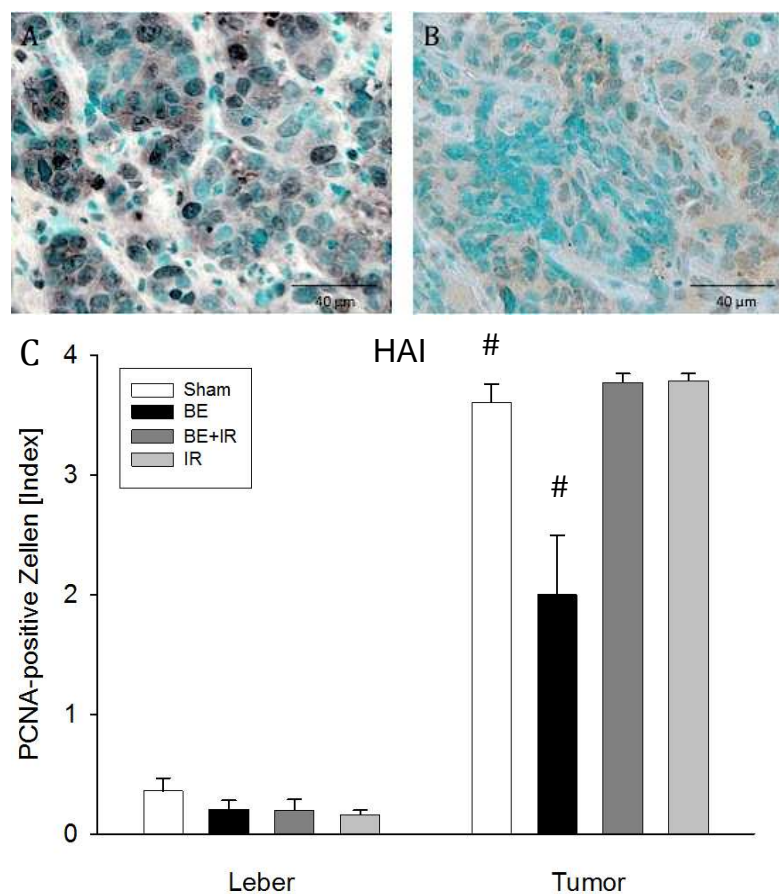 A
B
40 µm
40 µm
C
HAI
PCNA-positive Zellen [Index]
4
3
2
1
0
Sham
BE
BE+IR
IR
#
#
Leber
Tumor